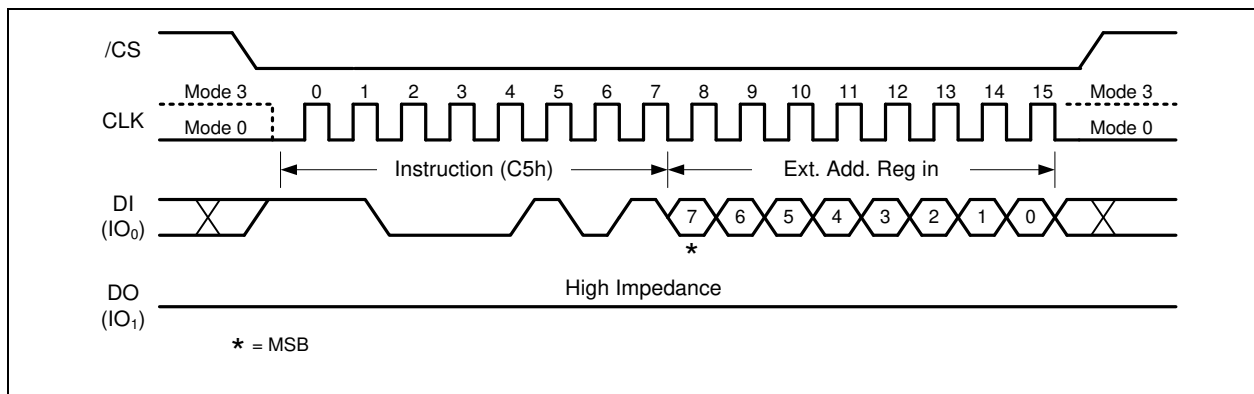 /CS
Mode 3 0 1 2 3 4 5 6 7 8 9 10 11 12 13 14 15 Mode 3
CLK
Mode 0 Mode 0
Instruction (C5h) Ext. Add. Reg in
DI
(IO₀)
7 6 5 4 3 2 1 0
*
High Impedance
DO
(IO₁)
* = MSB